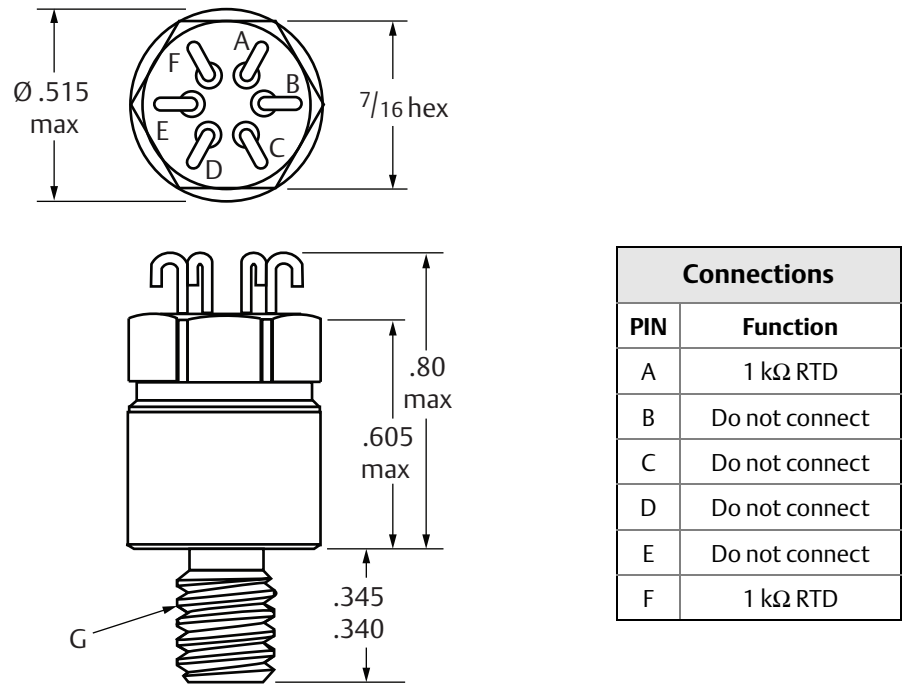 A
F
B
E
C
D
Ø .515
max
7/16 hex
.80
max
.605
max
.345
.340
G
Connections
PIN Function
A 1 kΩ RTD
B Do not connect
C Do not connect
D Do not connect
E Do not connect
F 1 kΩ RTD